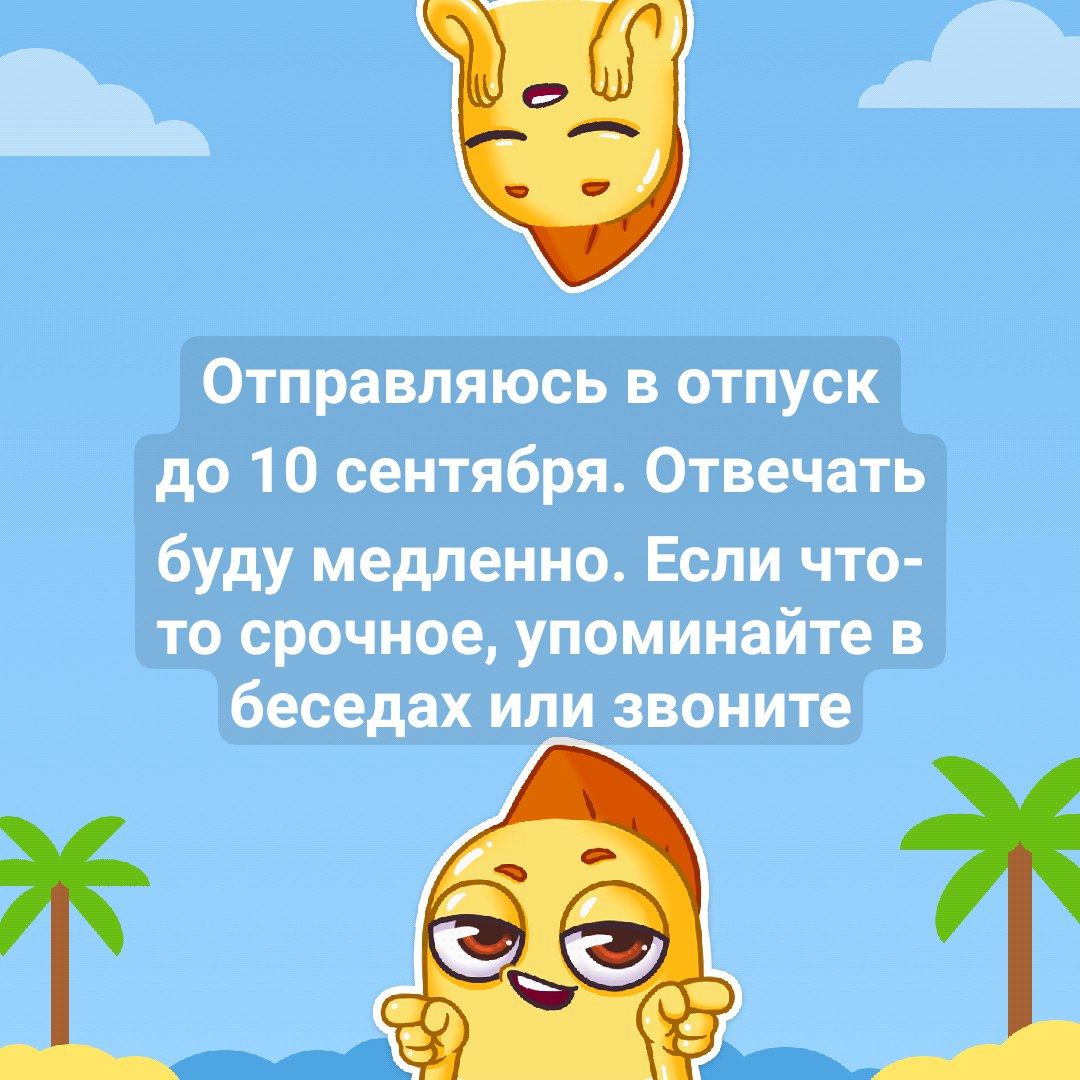 Отправляюсь в отпуск
до 10 сентября. Отвечать
буду медленно. Если что-
то срочное, упоминайте в
беседах или звоните